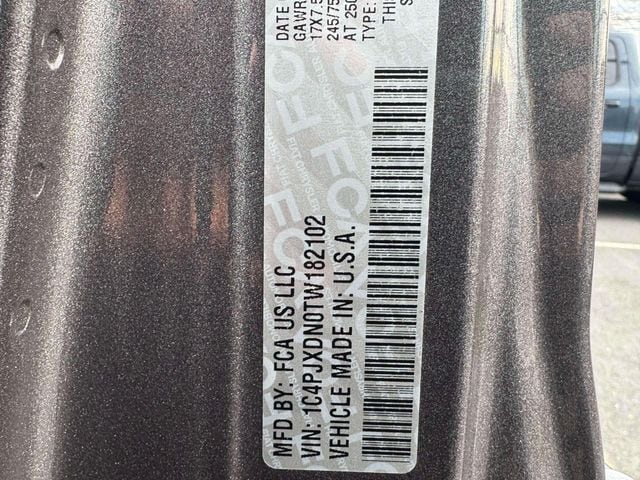 MFD BY: FCA US LLC
VIN: 1C4PJXDN0TW182102
VEHICLE MADE IN: U.S.A.
DATE
GAWR
17X7.5
245/75
AT 250
TYPE:
THI
S